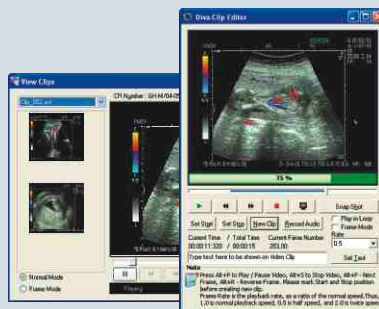 View Clips
Clip_002.avi
CR Number
Normal Mode
Frame Mode
Playing
Diva Clip Editor
75 %
Snap Shot
Set Start
Set Stop
New Clip
Record Audio
Play in Loop
Frame Mode
Current Time / Total Time
Current Frame Number
Rate
00:00:11:320 / 00:00:15
283.00
0.5
Type text here to be shown on Video Clip
Set Text
Note
Press Alt+P to Play / Pause Video, Alt+S to Stop Video, Alt+F - Next
Frame, Alt+R - Reverse Frame. Please mark Start and Stop position
before creating new clip.
Frame Rate is the playback rate, as a ratio of the normal speed. Thus,
1.0 is normal playback speed, 0.5 is half speed, and 2.0 is twice speed